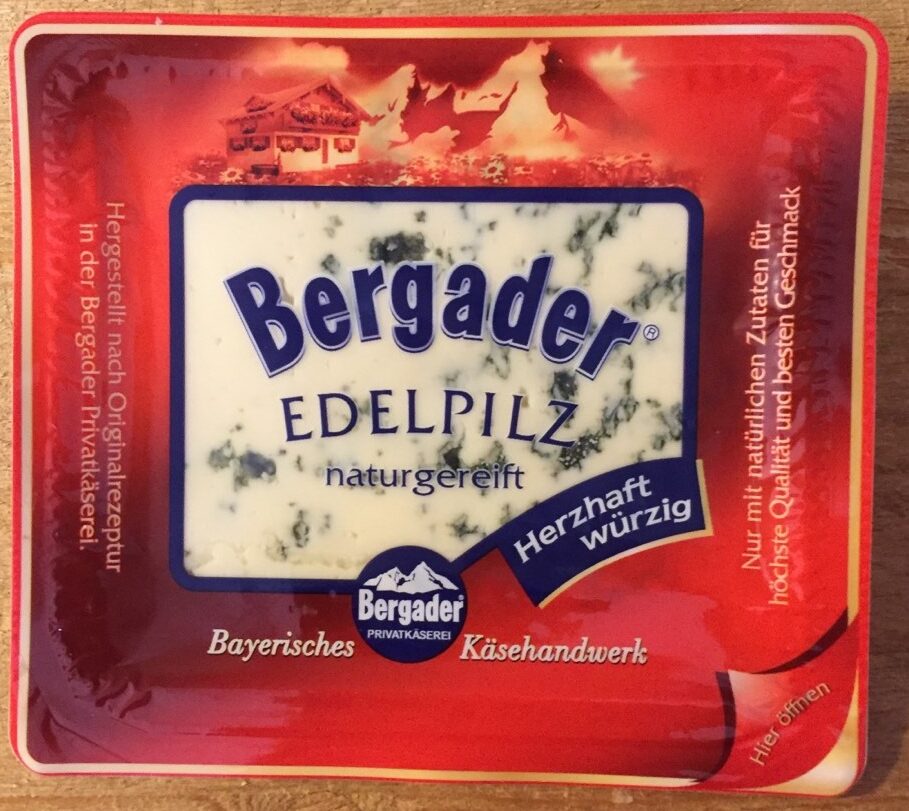 Hergestellt nach Originalrezeptur
in der Bergader Privatkäserei.
Bergader®
EDELPILZ
naturgereift
Herzhaft
würzig
Bergader®
PRIVATKÄSEREI
Bayerisches Käsehandwerk
Nur mit natürlichen Zutaten für
höchste Qualität und besten Geschmack
Hier öffnen